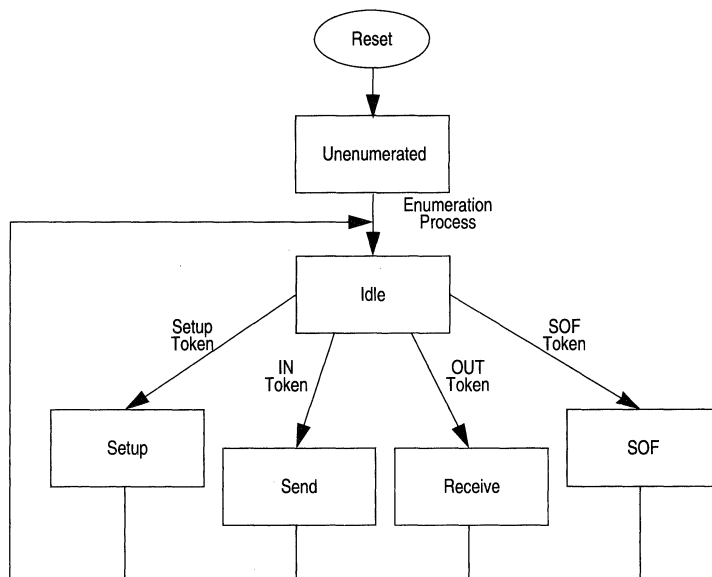 Reset
Unenumerated
Enumeration
Process
Idle
Setup
Token
IN
Token
OUT
Token
SOF
Token
Setup
Send
Receive
SOF